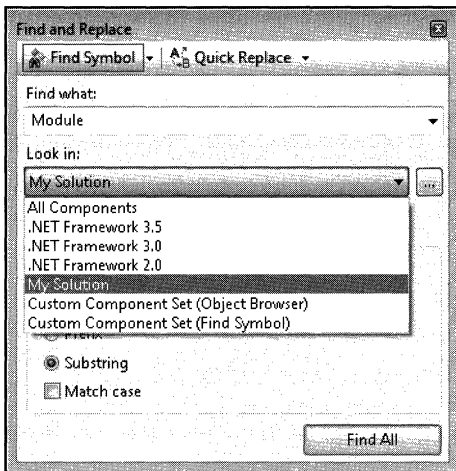 Find and Replace
Find Symbol Quick Replace
Find what:
Module
Look in:
My Solution ...
All Components
.NET Framework 3.5
.NET Framework 3.0
.NET Framework 2.0
My Solution
Custom Component Set (Object Browser)
Custom Component Set (Find Symbol)
Prefix
Substring
Match case
Find All